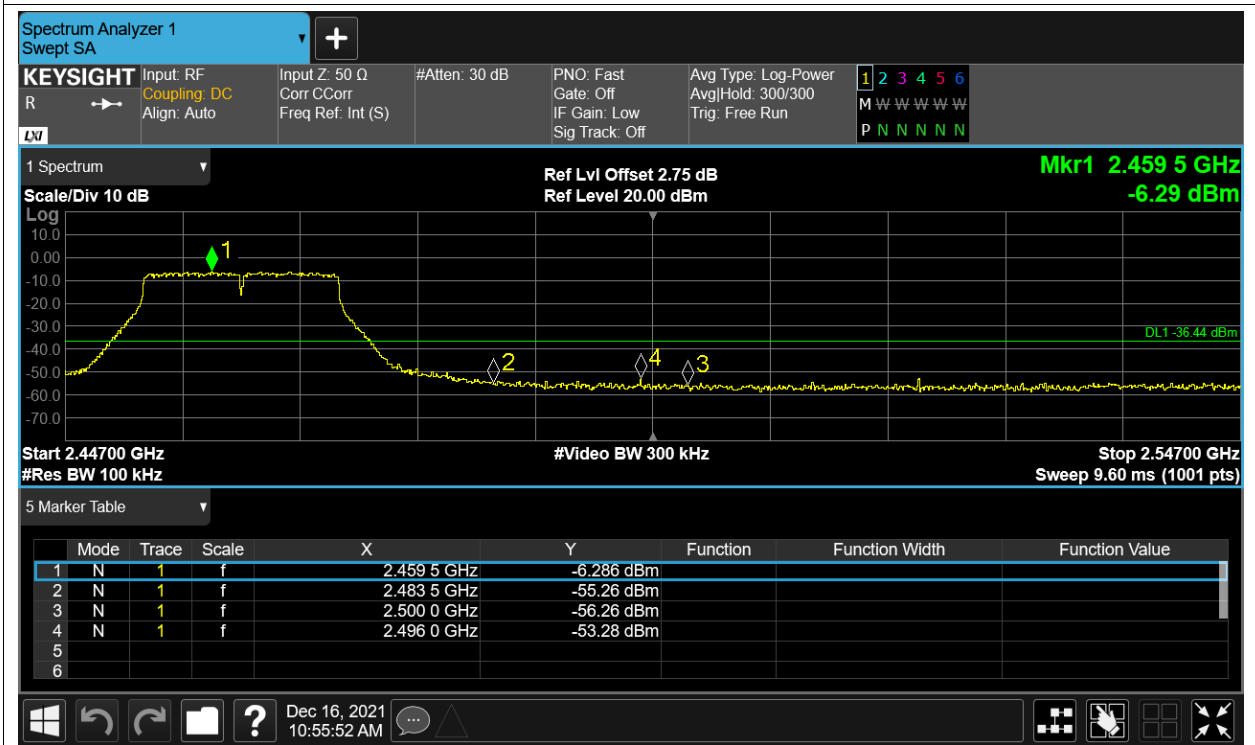 Spectrum Analyzer 1
Swept SA
+
KEYSIGHT
R
LXI
Input: RF
Coupling: DC
Align: Auto
Input Z: 50 Ω
Corr CCorr
Freq Ref: Int (S)
#Atten: 30 dB
PNO: Fast
Gate: Off
IF Gain: Low
Sig Track: Off
Avg Type: Log-Power
Avg|Hold: 300/300
Trig: Free Run
1 2 3 4 5 6
M W W W W W
P N N N N N
1 Spectrum
Scale/Div 10 dB
Ref Lvl Offset 2.75 dB
Ref Level 20.00 dBm
Mkr1 2.459 5 GHz
-6.29 dBm
Log
10.0
0.00
-10.0
-20.0
-30.0
-40.0
-50.0
-60.0
-70.0
1
2
4
3
DL1 -36.44 dBm
Start 2.44700 GHz
#Res BW 100 kHz
#Video BW 300 kHz
Stop 2.54700 GHz
Sweep 9.60 ms (1001 pts)
5 Marker Table
Mode Trace Scale X Y Function Function Width Function Value
1 N 1 f 2.459 5 GHz -6.286 dBm
2 N 1 f 2.483 5 GHz -55.26 dBm
3 N 1 f 2.500 0 GHz -56.26 dBm
4 N 1 f 2.496 0 GHz -53.28 dBm
5
6
?
Dec 16, 2021
10:55:52 AM